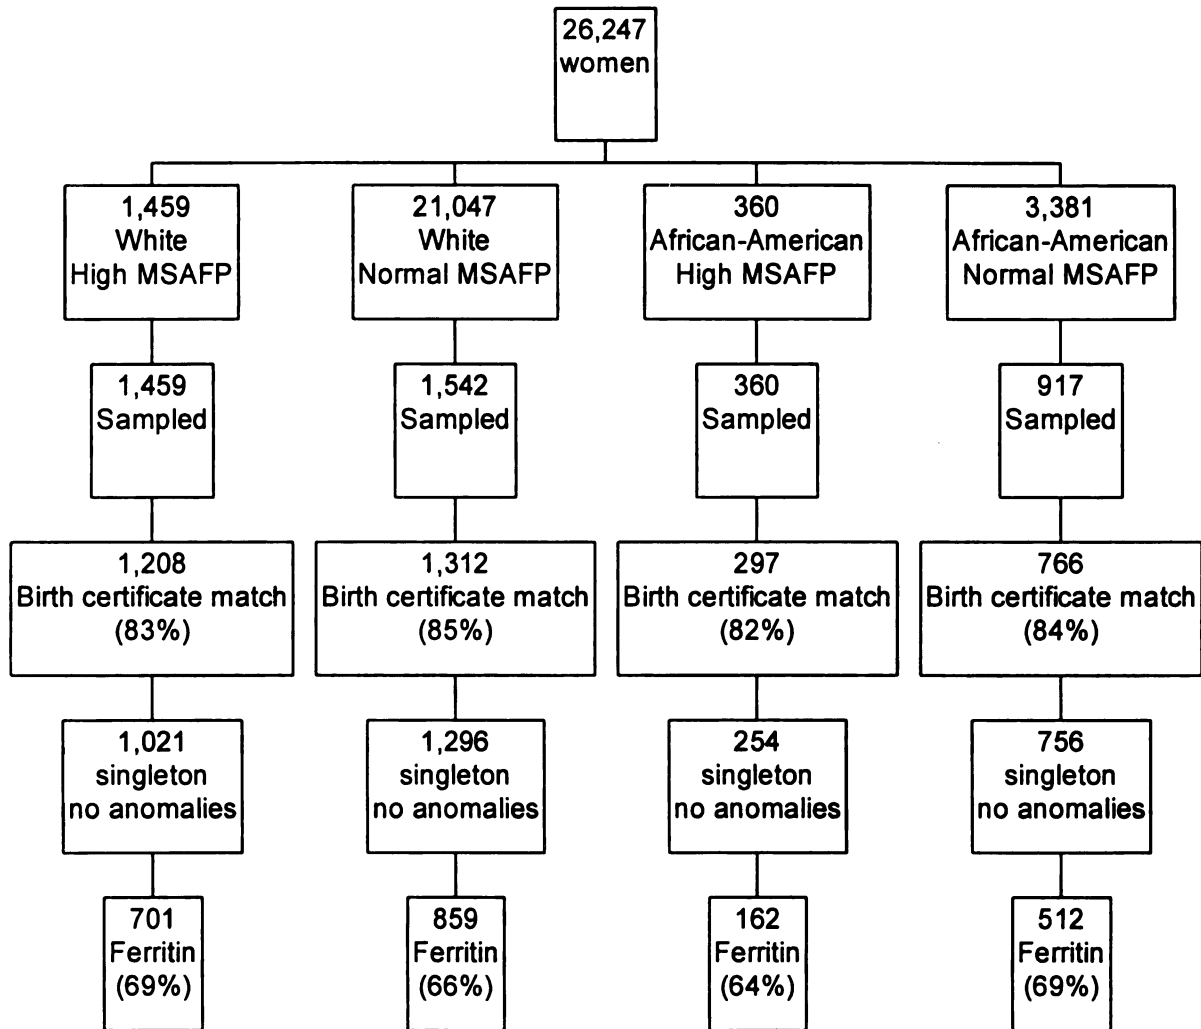 26,247
women
1,459
White
High MSAFP
21,047
White
Normal MSAFP
360
African-American
High MSAFP
3,381
African-American
Normal MSAFP
1,459
Sampled
1,542
Sampled
360
Sampled
917
Sampled
1,208
Birth certificate match
(83%)
1,312
Birth certificate match
(85%)
297
Birth certificate match
(82%)
766
Birth certificate match
(84%)
1,021
singleton
no anomalies
1,296
singleton
no anomalies
254
singleton
no anomalies
756
singleton
no anomalies
701
Ferritin
(69%)
859
Ferritin
(66%)
162
Ferritin
(64%)
512
Ferritin
(69%)